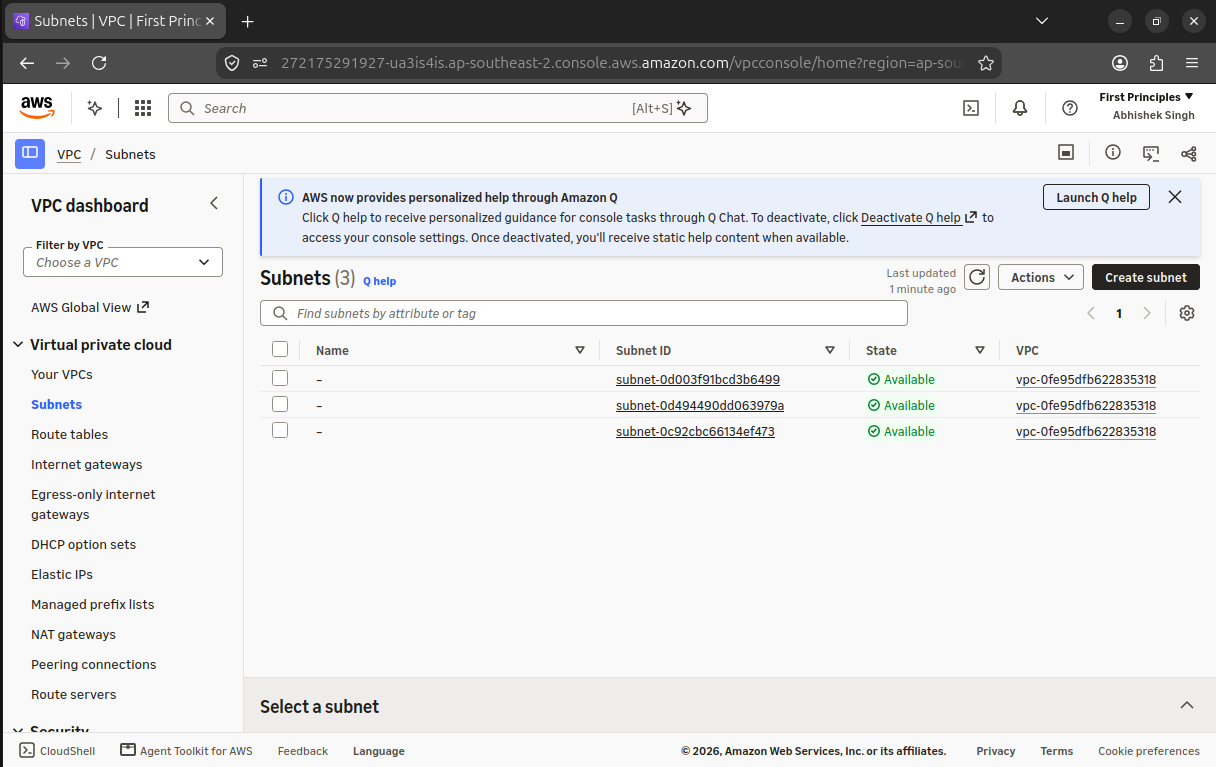 Subnets | VPC | First Princ
272175291927-ua3is4is.ap-southeast-2.console.aws.amazon.com/vpcconsole/home?region=ap-sou
aws
Search
[Alt+S]
First Principles
Abhishek Singh
VPC / Subnets
VPC dashboard
Filter by VPC
Choose a VPC
AWS Global View
Virtual private cloud
Your VPCs
Subnets
Route tables
Internet gateways
Egress-only internet
gateways
DHCP option sets
Elastic IPs
Managed prefix lists
NAT gateways
Peering connections
Route servers
Security
AWS now provides personalized help through Amazon Q
Click Q help to receive personalized guidance for console tasks through Q Chat. To deactivate, click Deactivate Q help to
access your console settings. Once deactivated, you'll receive static help content when available.
Launch Q help
Subnets (3) Q help
Last updated
1 minute ago
Actions
Create subnet
Find subnets by attribute or tag
1
Name Subnet ID State VPC
– subnet-0d003f91bcd3b6499 Available vpc-0fe95dfb622835318
– subnet-0d494490dd063979a Available vpc-0fe95dfb622835318
– subnet-0c92cbc66134ef473 Available vpc-0fe95dfb622835318
Select a subnet
CloudShell Agent Toolkit for AWS Feedback Language © 2026, Amazon Web Services, Inc. or its affiliates. Privacy Terms Cookie preferences